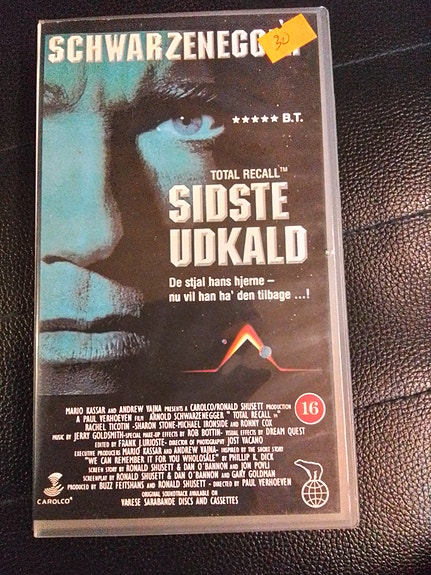 SCHWARZENEGGER
30
★★★★★ B.T.
TOTAL RECALL™
SIDSTE
UDKALD
De stjal hans hjerne –
nu vil han ha' den tilbage ...!
16
MARIO KASSAR AND ANDREW VAJNA PRESENTS A CAROLCO/RONALD SHUSETT PRODUCTION
A PAUL VERHOEVEN FILM ARNOLD SCHWARZENEGGER " TOTAL RECALL ™
RACHEL TICOTIN -SHARON STONE-MICHAEL IRONSIDE AND RONNY COX
MUSIC BY JERRY GOLDSMITH-SPECIAL MAKE-UP EFFECTS BY ROB BOTTIN- VISUAL EFFECTS BY DREAM QUEST
EDITED BY FRANK J.URIOSTE- DIRECTOR OF PHOTOGRAPHY JOST VACANO
EXECUTIVE PRODUCERS MARIO KASSAR AND ANDREW VAJNA- INSPIRED BY THE SHORT STORY
"WE CAN REMEMBER IT FOR YOU WHOLOSALE" BY PHILLIP K. DICK
SCREEN STORY BY RONALD SHUSETT & DAN O'BANNON AND JON POVLI
SCREENPLAY BY RONALD SHUSETT & DAN O'BANNON AND GARY GOLDMAN
PRODUCED BY BUZZ FEITSHANS AND RONALD SHUSETT - DIRECTED BY PAUL VERHOEVEN
ORIGINAL SOUNDTRACK AVAILABLE ON
VARESE SARABANDE DISCS AND CASSETTES
CAROLCO